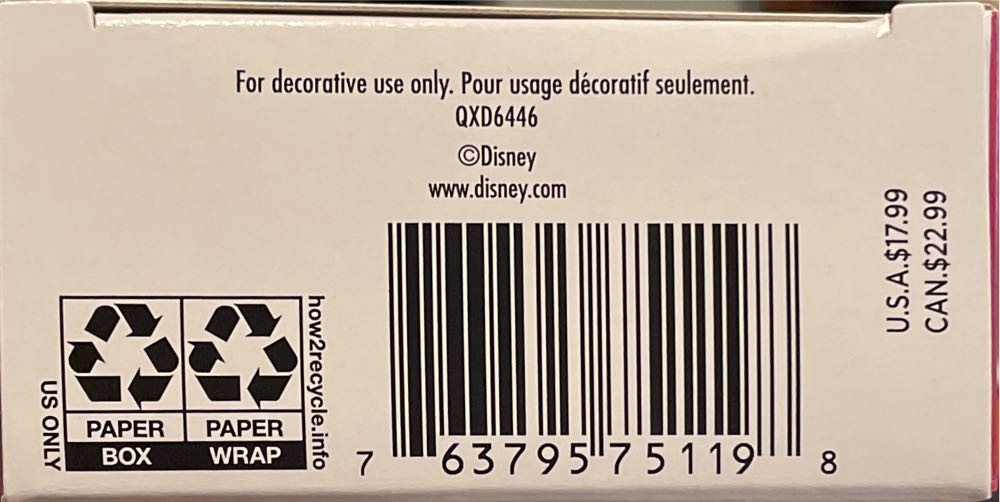 For decorative use only. Pour usage décoratif seulement.
QXD6446
©Disney
www.disney.com
U.S.A.$17.99
CAN.$22.99
how2recycle.info
US ONLY
PAPER PAPER
BOX WRAP
7 63795 75119 8